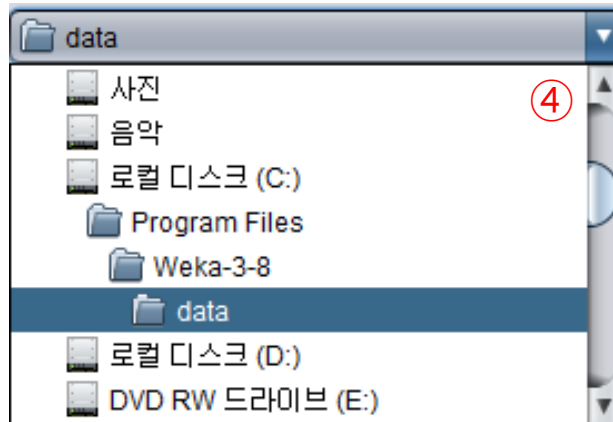 data
사진
④
음악
로컬 디스크 (C:)
Program Files
Weka-3-8
data
로컬 디스크 (D:)
DVD RW 드라이브 (E:)